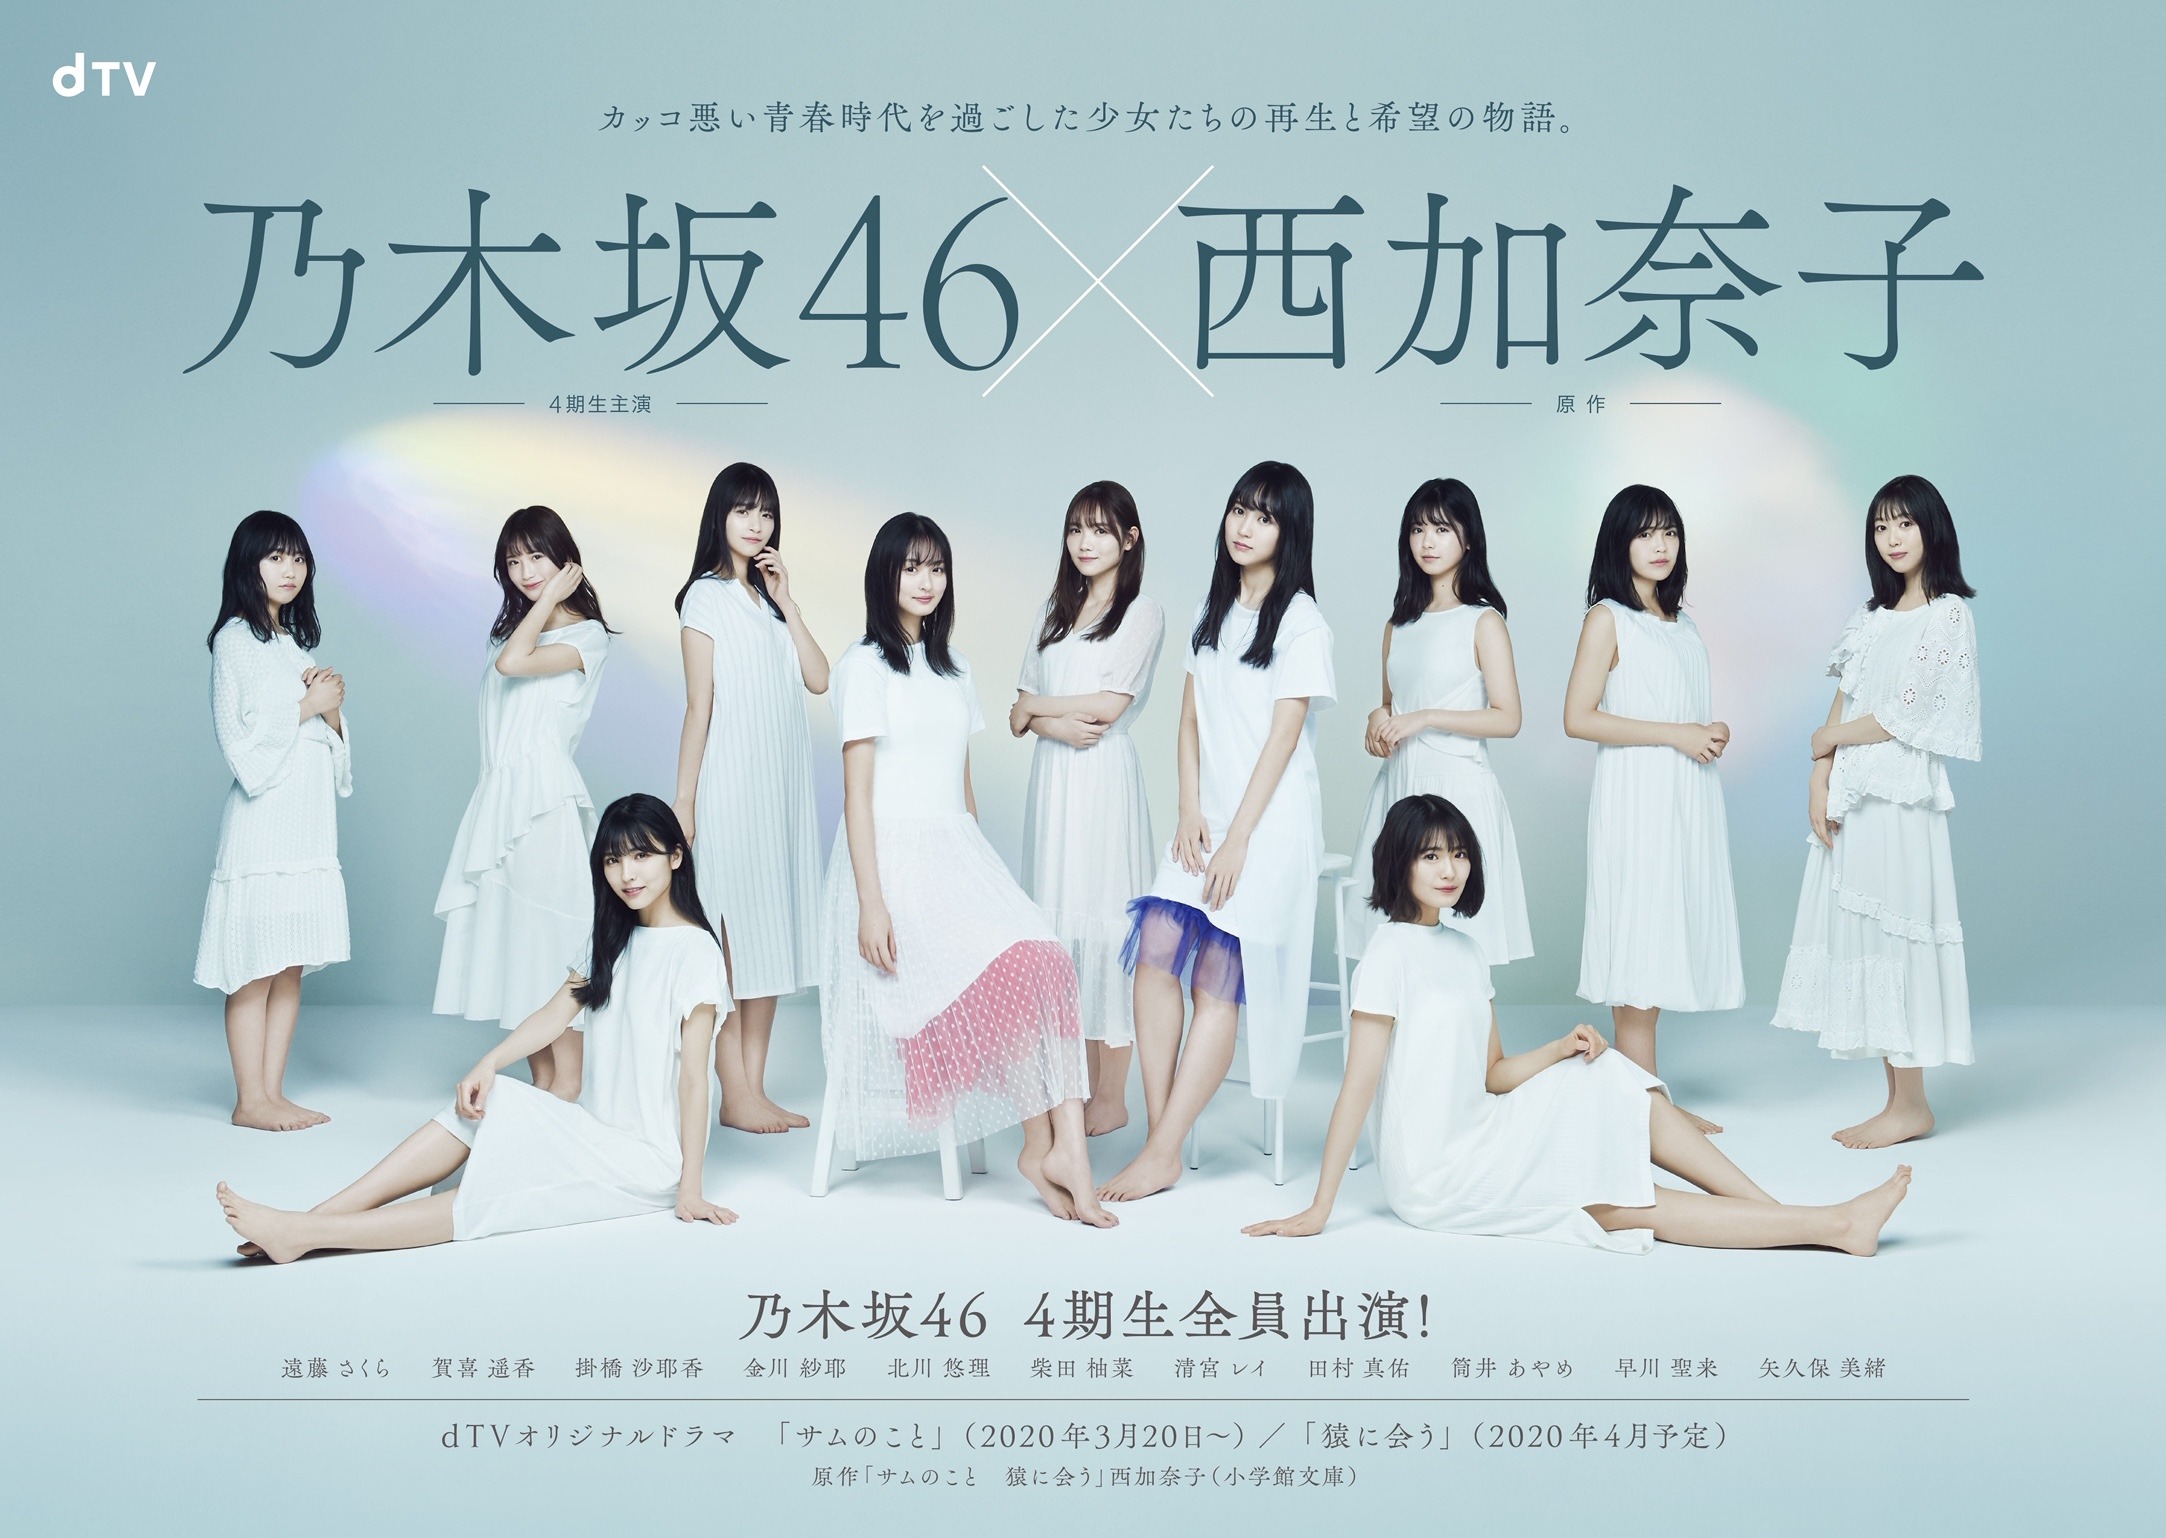 dTV
カッコ悪い青春時代を過ごした少女たちの再生と希望の物語。
乃木坂46×西加奈子
4期生主演 原作
乃木坂46 4期生全員出演!
遠藤 さくら 賀喜 遥香 掛橋 沙耶香 金川 紗耶 北川 悠理 柴田 柚菜 清宮 レイ 田村 真佑 筒井 あやめ 早川 聖来 矢久保 美緒
dTVオリジナルドラマ 「サムのこと」(2020年3月20日〜)/「猿に会う」(2020年4月予定)
原作「サムのこと 猿に会う」西加奈子(小学館文庫)